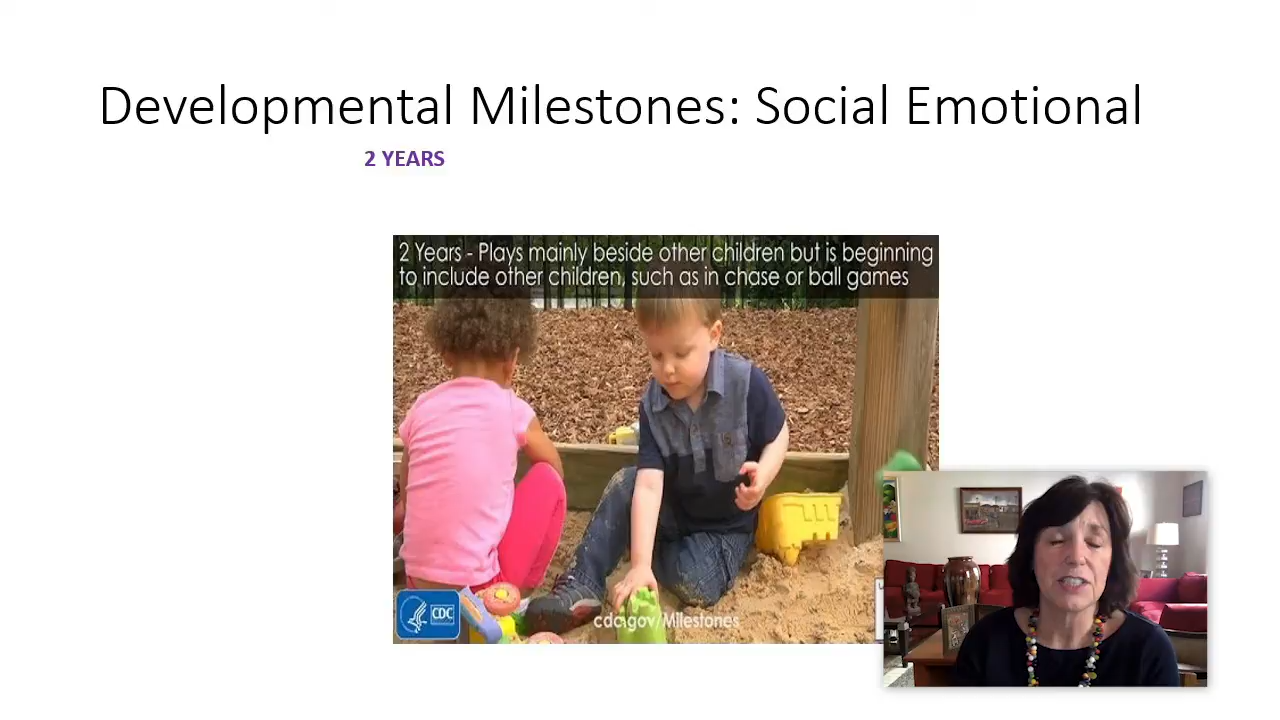 Developmental Milestones: Social Emotional
2 YEARS
2 Years - Plays mainly beside other children but is beginning
to include other children, such as in chase or ball games
CDC
cdc.gov/Milestones